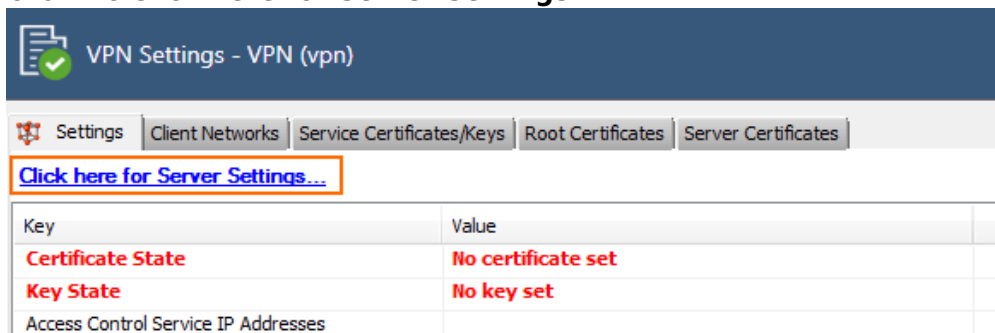 VPN Settings - VPN (vpn)
Settings Client Networks Service Certificates/Keys Root Certificates Server Certificates
Click here for Server Settings...
Key Value
Certificate State No certificate set
Key State No key set
Access Control Service IP Addresses